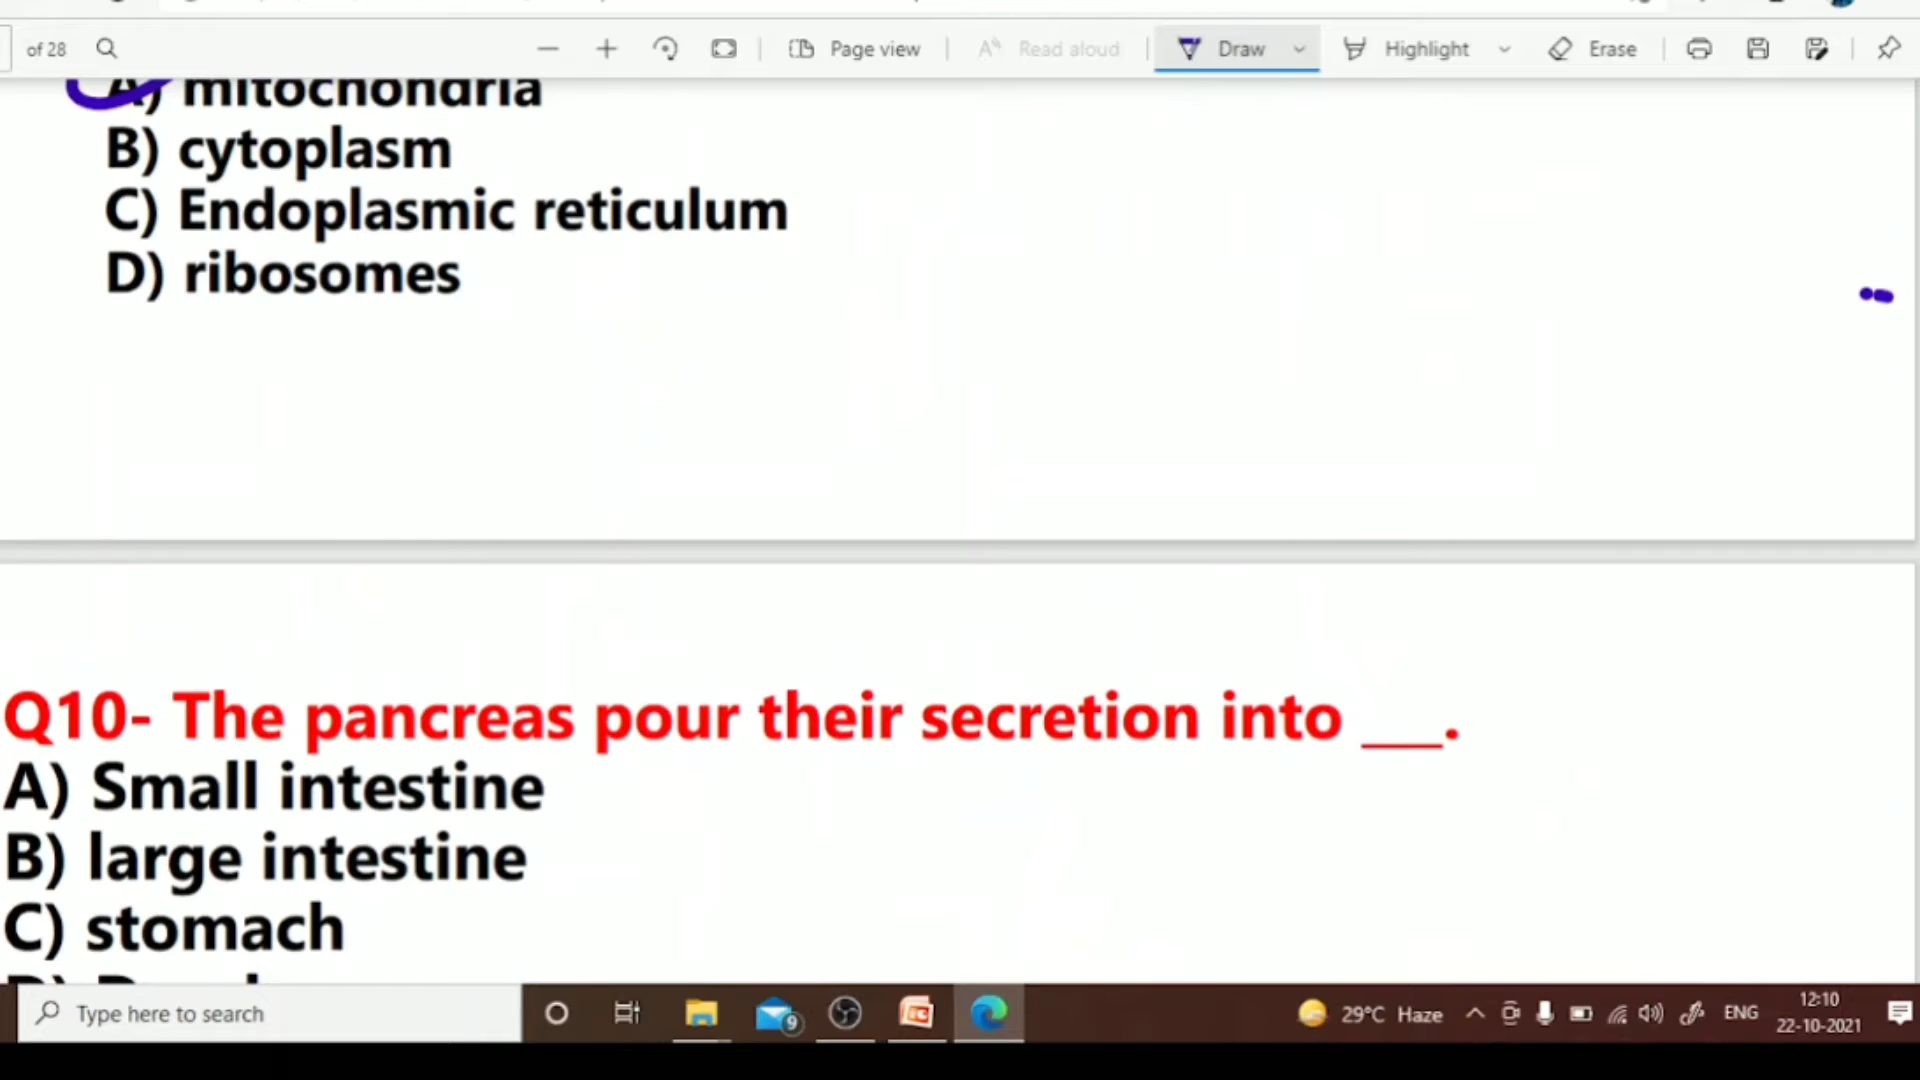 of 28
Page view
Read aloud
Draw
Highlight
Erase
A) mitochondria
B) cytoplasm
C) Endoplasmic reticulum
D) ribosomes
Q10- The pancreas pour their secretion into ___.
A) Small intestine
B) large intestine
C) stomach
Type here to search
9
29°C Haze
ENG
12:10
22-10-2021